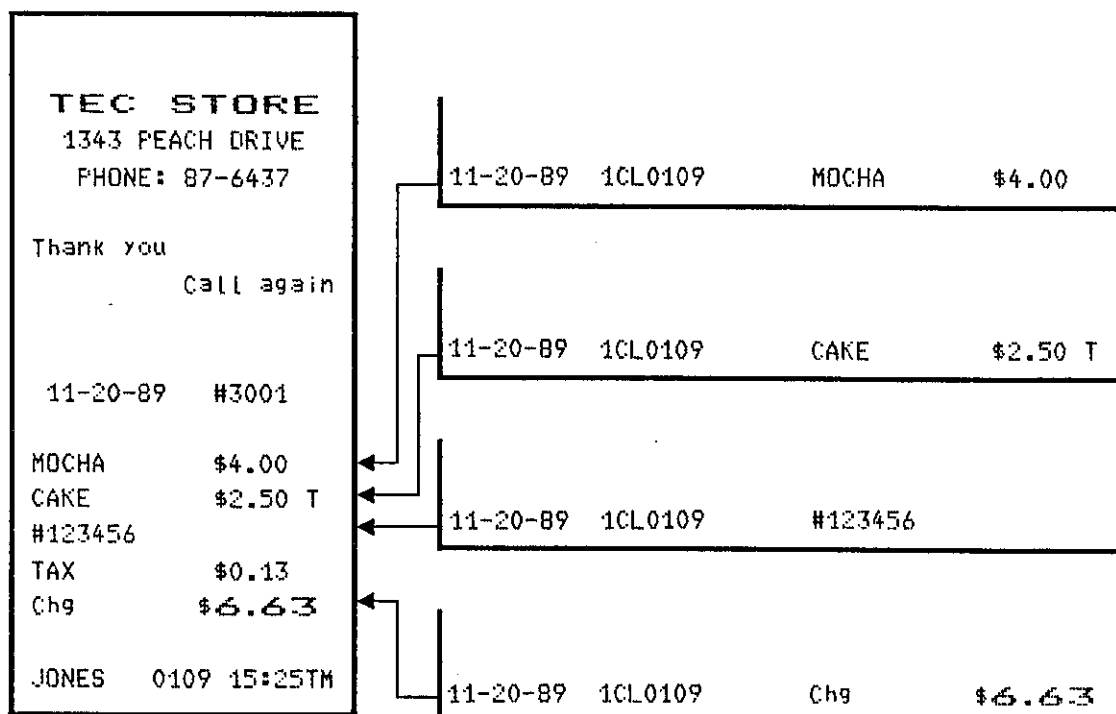 TEC STORE
1343 PEACH DRIVE
PHONE: 87-6437
Thank you
Call again
11-20-89 #3001
MOCHA $4.00
CAKE $2.50 T
#123456
TAX $0.13
Chg $6.63
JONES 0109 15:25TM
11-20-89 1CL0109 MOCHA $4.00
11-20-89 1CL0109 CAKE $2.50 T
11-20-89 1CL0109 #123456
11-20-89 1CL0109 Chg $6.63